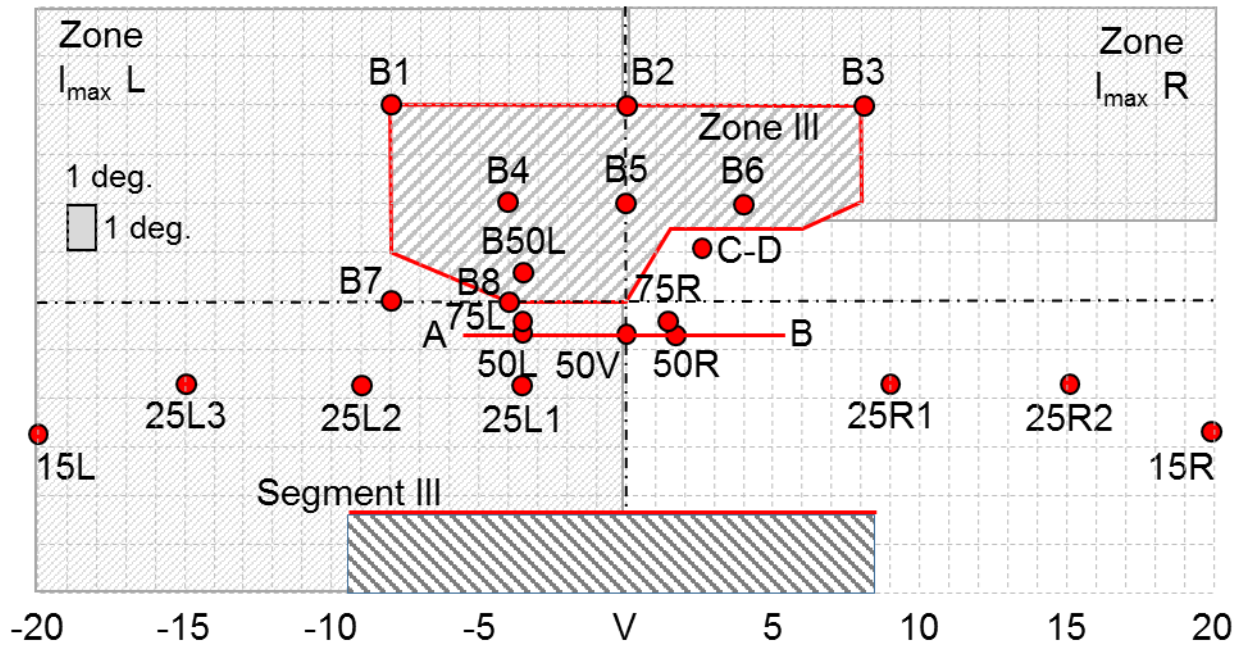 Zone
Imax L
Zone
Imax R
B1
B2
B3
Zone III
1 deg.
1 deg.
B4
B5
B6
B50L
C-D
B7
B8
75R
75L
A
B
50L
50V
50R
25L3
25L2
25L1
25R1
25R2
15L
15R
Segment III
-20
-15
-10
-5
V
5
10
15
20